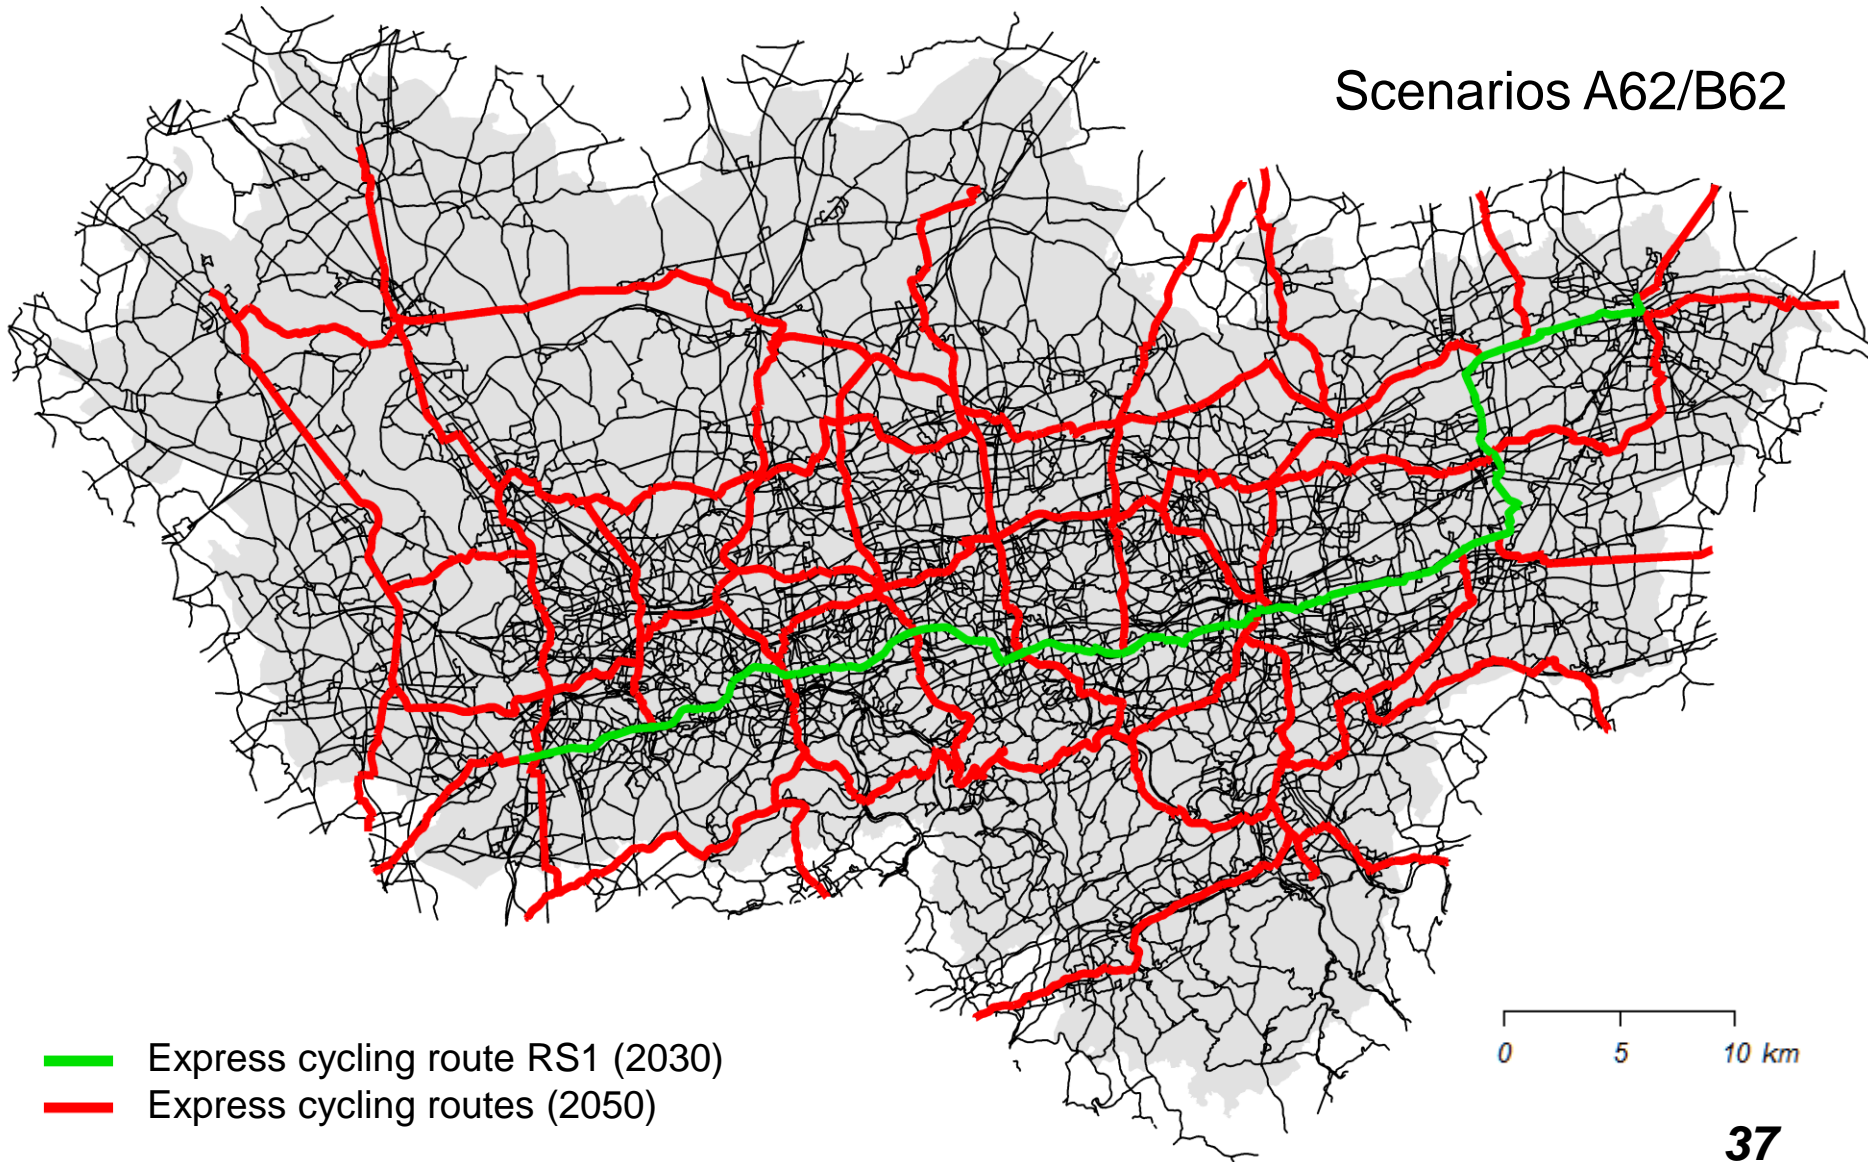 Scenarios A62/B62
Express cycling route RS1 (2030)
Express cycling routes (2050)
0 5 10 km
37